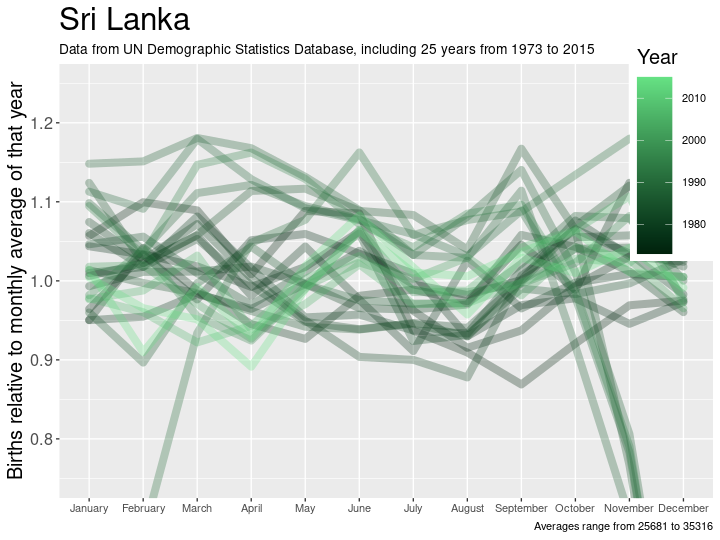 Sri Lanka
Data from UN Demographic Statistics Database, including 25 years from 1973 to 2015
Year
2010
2000
1990
1980
Births relative to monthly average of that year
1.2
1.1
1.0
0.9
0.8
January February March April May June July August September October November December
Averages range from 25681 to 35316